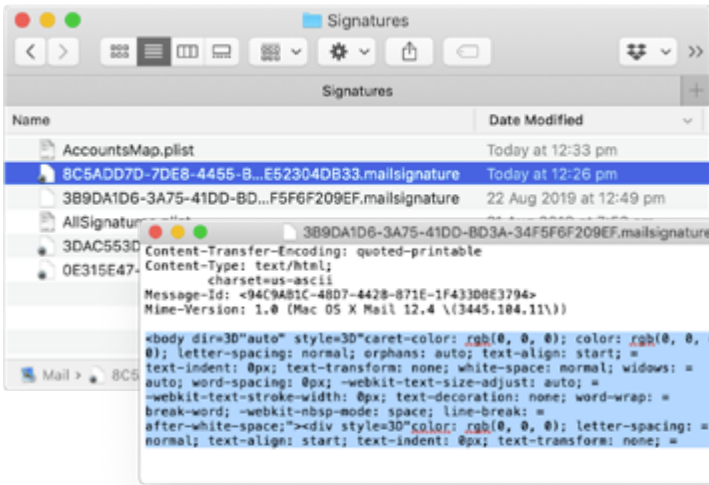 Signatures
Signatures
Name Date Modified
AccountsMap.plist Today at 12:33 pm
8C5ADD7D-7DE8-4455-B...E52304DB33.mailsignature Today at 12:26 pm
3B9DA1D6-3A75-41DD-BD...F5F6F209EF.mailsignature 22 Aug 2019 at 12:49 pm
3DAC553D
0E315E47-
Mail > 8C5
3B9DA1D6-3A75-41DD-BD3A-34F5F6F209EF.mailsignature
Content-Transfer-Encoding: quoted-printable
Content-Type: text/html;
charset=us-ascii
Message-Id: <94C9AB1C-48D7-4428-871E-1F433D8E3794>
Mime-Version: 1.0 (Mac OS X Mail 12.4 \(3445.104.11\))
<body dir=3D"auto" style=3D"caret-color: rgb(0, 0, 0); color: rgb(0, 0,
0); letter-spacing: normal; orphans: auto; text-align: start; =
text-indent: 0px; text-transform: none; white-space: normal; widows: =
auto; word-spacing: 0px; -webkit-text-size-adjust: auto; =
-webkit-text-stroke-width: 0px; text-decoration: none; word-wrap: =
break-word; -webkit-nbsp-mode: space; line-break: =
after-white-space;"><div style=3D"color: rgb(0, 0, 0); letter-spacing: =
normal; text-align: start; text-indent: 0px; text-transform: none; =